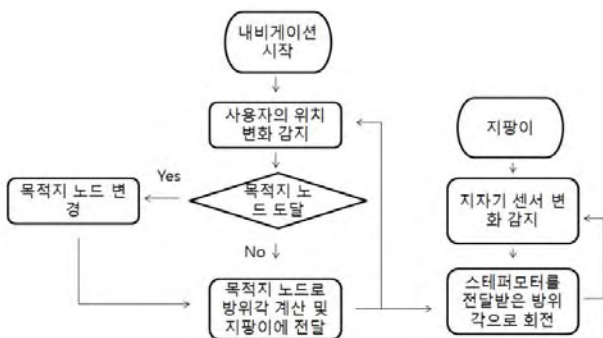 내비게이션
시작
사용자의 위치
변화 감지
지팡이
목적지 노드 변
경
Yes
목적지 노
드 도달
지자기 센서 변
화 감지
No
목적지 노드로
방위각 계산 및
지팡이에 전달
스테퍼모터를
전달받은 방위
각으로 회전